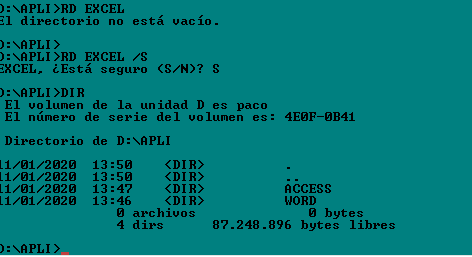 D:\APLI>RD EXCEL
El directorio no está vacío.
D:\APLI>
D:\APLI>RD EXCEL /S
EXCEL, ¿Está seguro (S/N)? S
D:\APLI>DIR
El volumen de la unidad D es paco
El número de serie del volumen es: 4E0F-0B41
Directorio de D:\APLI
11/01/2020 13:50 <DIR> .
11/01/2020 13:50 <DIR> ..
11/01/2020 13:47 <DIR> ACCESS
11/01/2020 13:46 <DIR> WORD
0 archivos 0 bytes
4 dirs 87.248.896 bytes libres
D:\APLI>